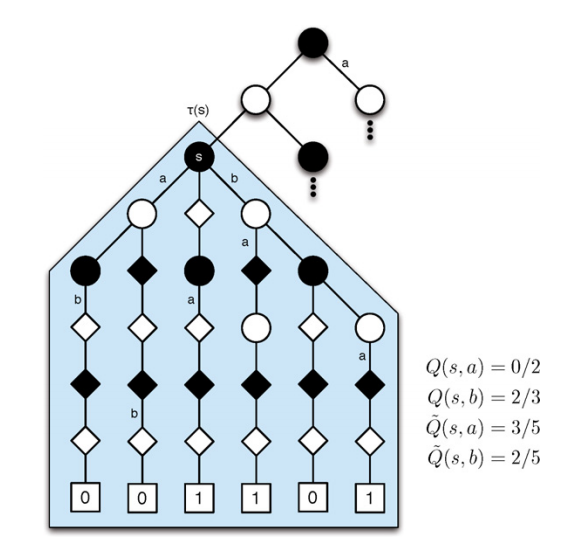 a
τ(s)
s
a
b
a
b
a
a
b
0 0 1 1 0 1
Q(s, a) = 0/2
Q(s, b) = 2/3
Q̃(s, a) = 3/5
Q̃(s, b) = 2/5